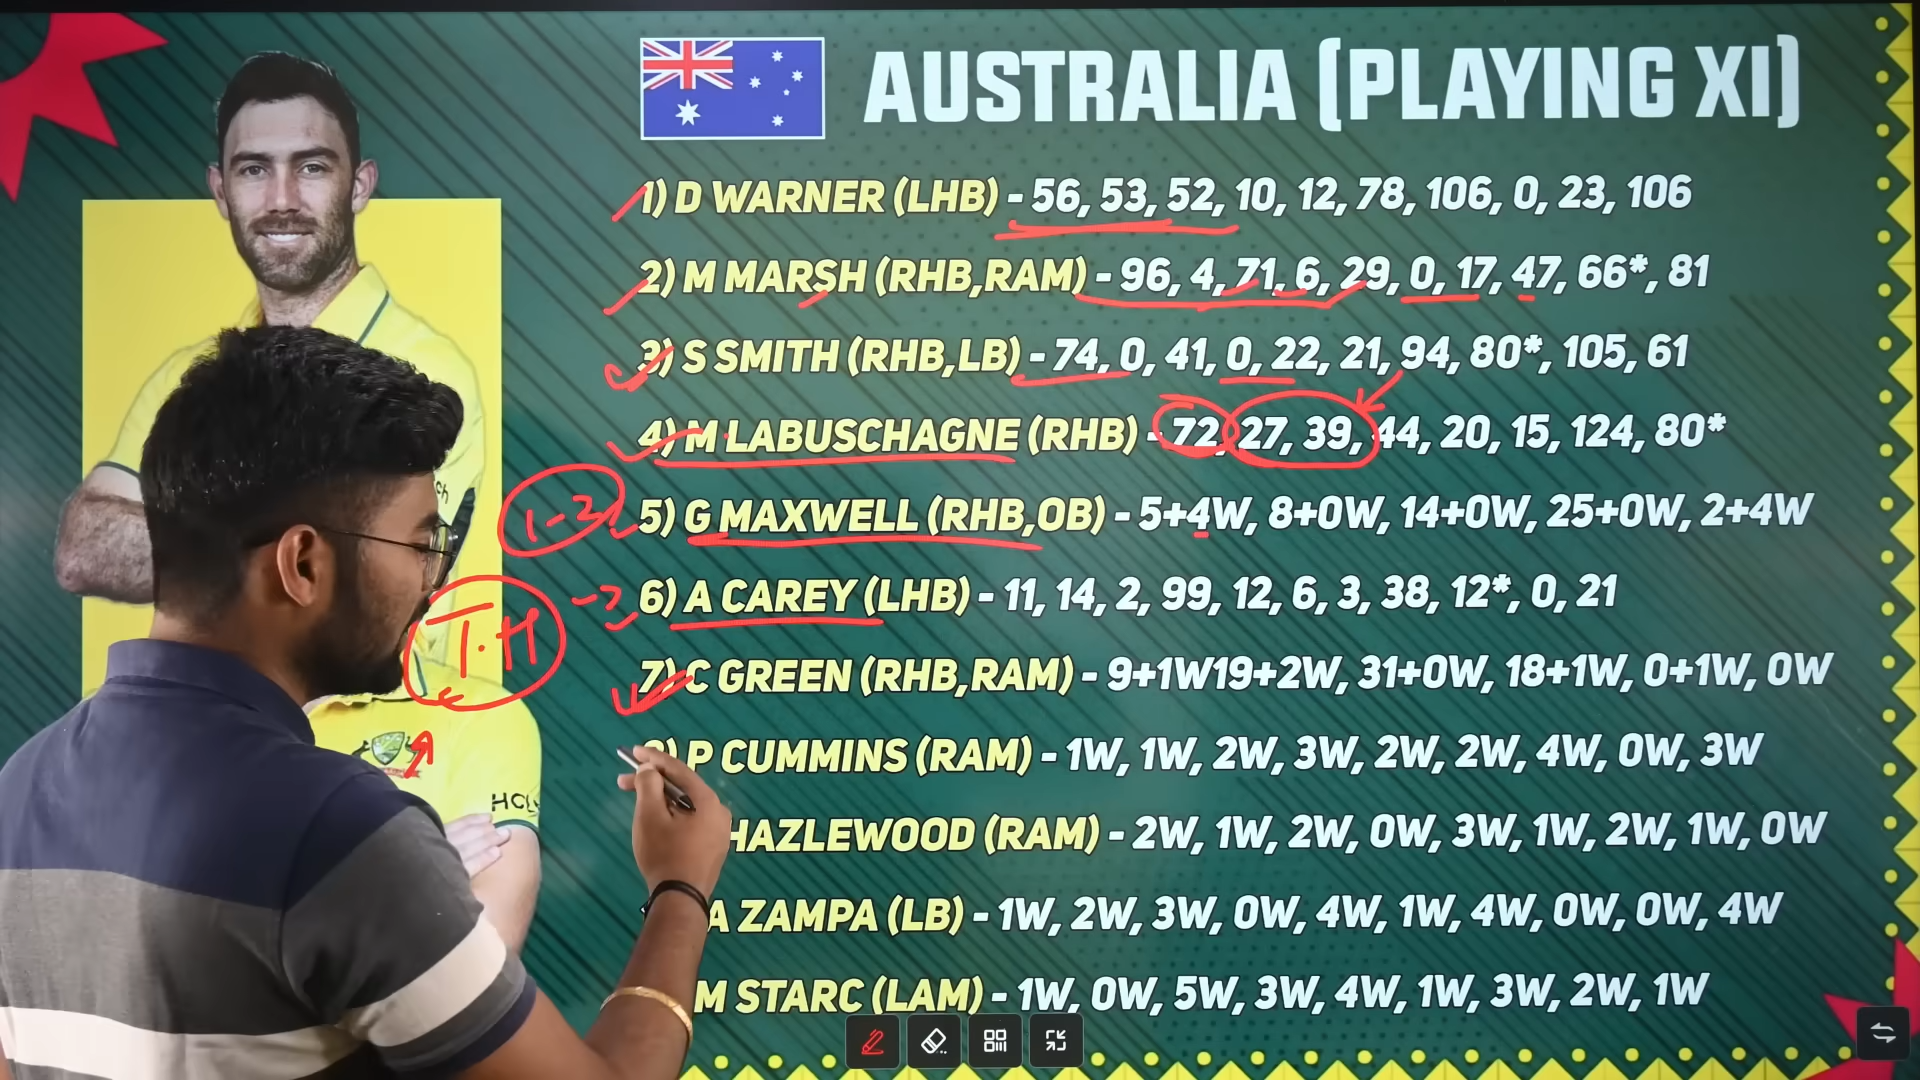 AUSTRALIA (PLAYING XI)
1) D WARNER (LHB) - 56, 53, 52, 10, 12, 78, 106, 0, 23, 106
2) M MARSH (RHB,RAM) - 96, 4, 71, 6, 29, 0, 17, 47, 66*, 81
3) S SMITH (RHB,LB) - 74, 0, 41, 0, 22, 21, 94, 80*, 105, 61
4) M LABUSCHAGNE (RHB) - 72, 27, 39, 44, 20, 15, 124, 80*
1-2
5) G MAXWELL (RHB,OB) - 5+4W, 8+0W, 14+0W, 25+0W, 2+4W
6) A CAREY (LHB) - 11, 14, 2, 99, 12, 6, 3, 38, 12*, 0, 21
T.H
7) C GREEN (RHB,RAM) - 9+1W19+2W, 31+0W, 18+1W, 0+1W, 0W
P CUMMINS (RAM) - 1W, 1W, 2W, 3W, 2W, 2W, 4W, 0W, 3W
HAZLEWOOD (RAM) - 2W, 1W, 2W, 0W, 3W, 1W, 2W, 1W, 0W
A ZAMPA (LB) - 1W, 2W, 3W, 0W, 4W, 1W, 4W, 0W, 0W, 4W
M STARC (LAM) - 1W, 0W, 5W, 3W, 4W, 1W, 3W, 2W, 1W